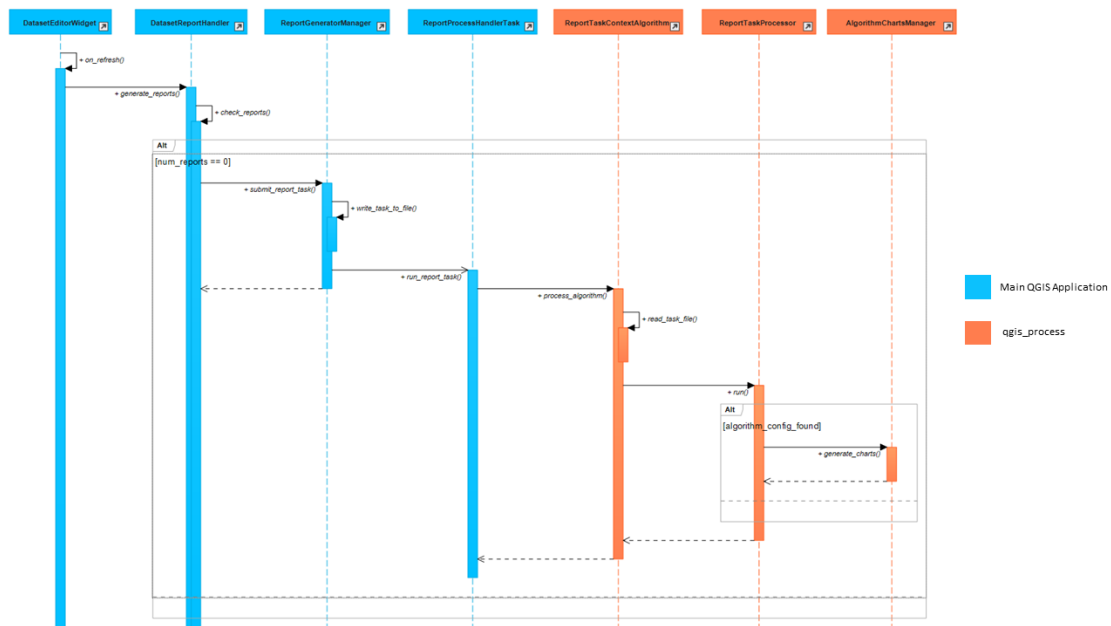 DatasetEditorWidget
DatasetReportHandler
ReportGeneratorManager
ReportProcessHandlerTask
ReportTaskContextAlgorithm
ReportTaskProcessor
AlgorithmChartsManager
+ on_refresh()
+ generate_reports()
+ check_reports()
Alt
[num_reports == 0]
+ submit_report_task()
+ write_task_to_file()
+ run_report_task()
+ process_algorithm()
+ read_task_file()
+ run()
Alt
[algorithm_config_found]
+ generate_charts()
Main QGIS Application
qgis_process